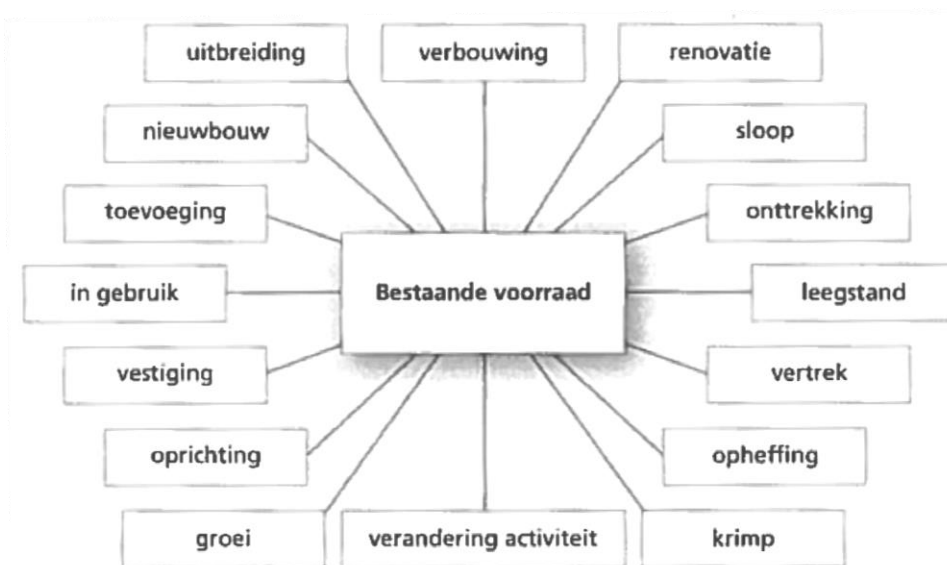 uitbreiding
verbouwing
renovatie
nieuwbouw
sloop
toevoeging
onttrekking
in gebruik
Bestaande voorraad
leegstand
vestiging
vertrek
oprichting
opheffing
groei
verandering activiteit
krimp